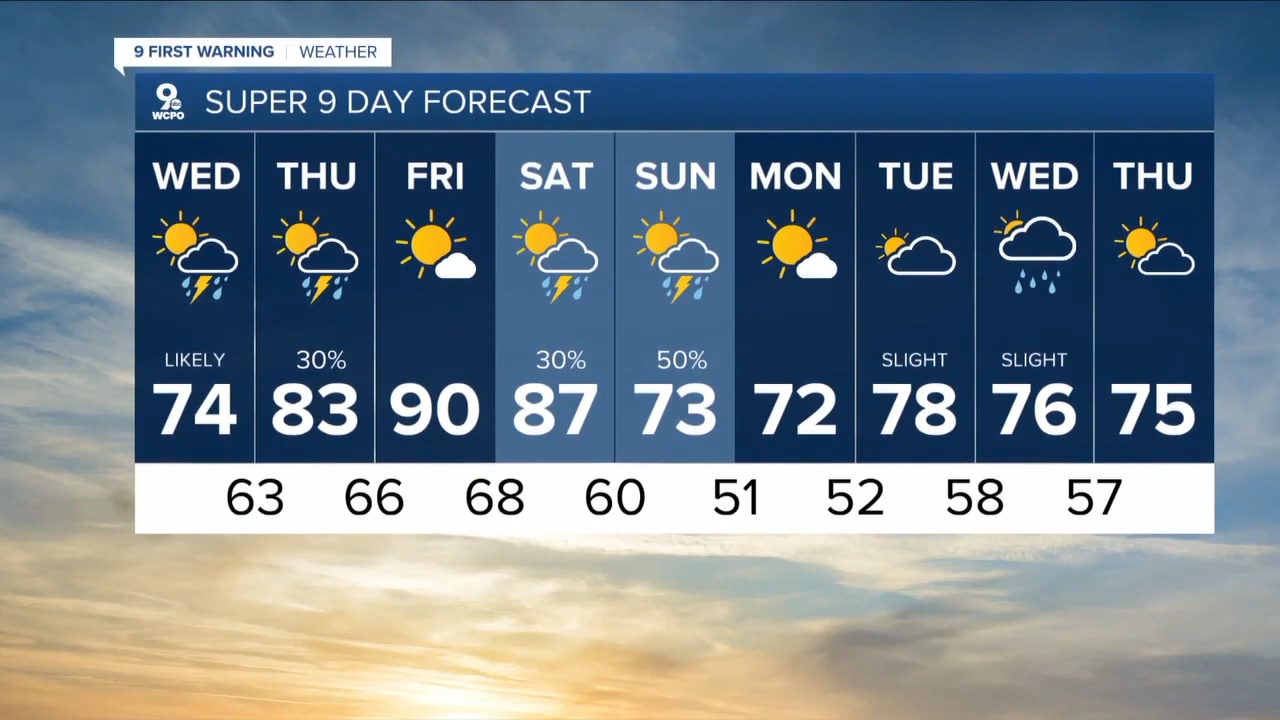 9 FIRST WARNING | WEATHER
9 abc
WCPO
SUPER 9 DAY FORECAST
WED THU FRI SAT SUN MON TUE WED THU
LIKELY 30% 30% 50% SLIGHT SLIGHT
74 83 90 87 73 72 78 76 75
63 66 68 60 51 52 58 57